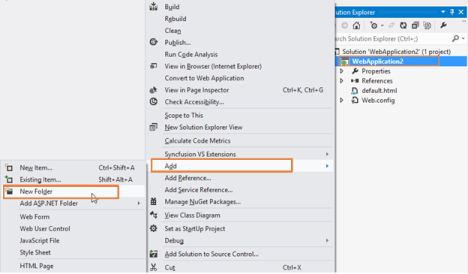 Build
Rebuild
Clean
Publish...
Run Code Analysis
View in Browser (Internet Explorer)
Convert to Web Application
View in Page Inspector Ctrl+K, Ctrl+G
Check Accessibility...
Scope to This
New Solution Explorer View
Calculate Code Metrics
Syncfusion VS Extensions
Add
Add Reference...
Add Service Reference...
Manage NuGet Packages...
View Class Diagram
Set as StartUp Project
Debug
Add Solution to Source Control...
Cut Ctrl+X
New Item... Ctrl+Shift+A
Existing Item... Shift+Alt+A
New Folder
Add ASP.NET Folder
Web Form
Web User Control
JavaScript File
Style Sheet
HTML Page
ution Explorer
rch Solution Explorer (Ctrl+;)
Solution 'WebApplication2' (1 project)
WebApplication2
Properties
References
default.html
Web.config